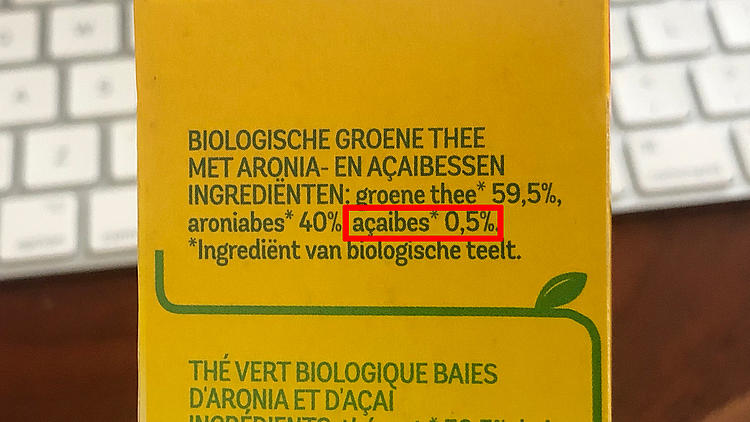 BIOLOGISCHE GROENE THEE
MET ARONIA- EN AÇAIBESSEN
INGREDIËNTEN: groene thee* 59,5%,
aroniabes* 40%, açaibes* 0,5%.
*Ingrediënt van biologische teelt.
THÉ VERT BIOLOGIQUE BAIES
D'ARONIA ET D'AÇAI